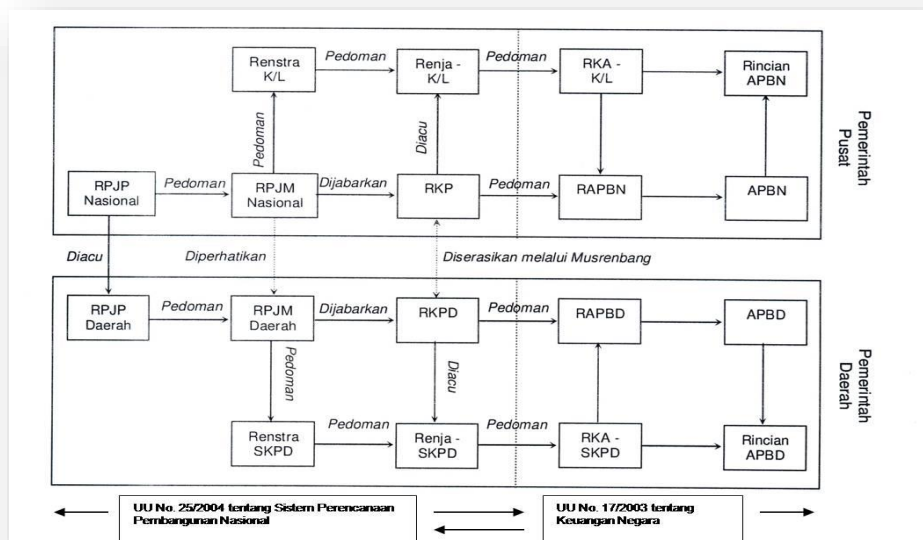 Renstra
K/L
Pedoman
Renja -
K/L
Pedoman
RKA -
K/L
Rincian
APBN
Pedoman
Diacu
Pemerintah
Pusat
RPJP
Nasional
Pedoman
RPJM
Nasional
Dijabarkan
RKP
Pedoman
RAPBN
APBN
Diacu
Diperhatikan
Diserasikan melalui Musrenbang
RPJP
Daerah
Pedoman
RPJM
Daerah
Dijabarkan
RKPD
Pedoman
RAPBD
APBD
Pedoman
Diacu
Pemerintah
Daerah
Renstra
SKPD
Pedoman
Renja -
SKPD
Pedoman
RKA -
SKPD
Rincian
APBD
UU No. 25/2004 tentang Sistem Perencanaan
Pembangunan Nasional
UU No. 17/2003 tentang
Keuangan Negara